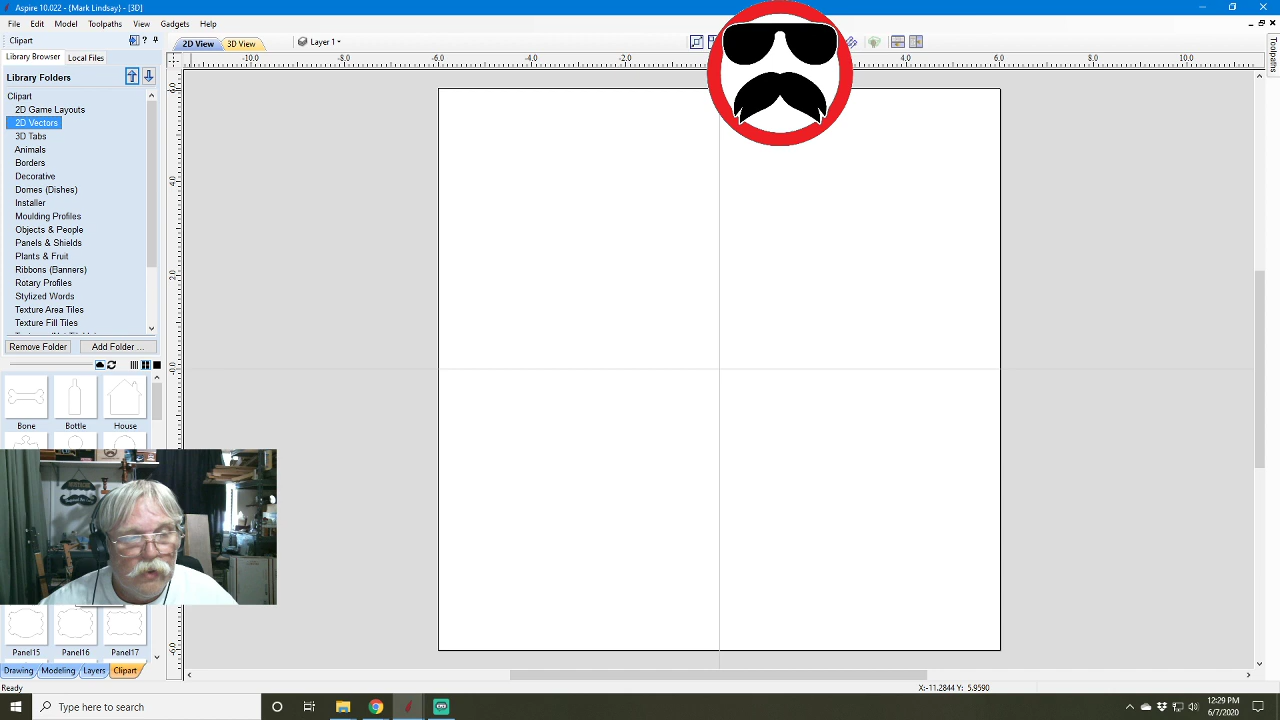 Aspire 10.022 - (Mark Lindsay) - [3D]
File Edit Model Toolpaths View Gadgets Help
Clipart
2D View 3D View Layer 1
Library Browser Local Files
Toolpaths
-10.0 -8.0 -6.0 -4.0 -2.0 4.0 6.0 8.0 10.0
Library Folders
Clipart
2D Game Layouts
2D Vectors
3D Tabs
Animals
Borders
Decorative
Domes (Dishes)
Installer
Moulding Profiles
Objects & People
Panels & Shields
Plants & Fruit
Ribbons (Banners)
Rotary Profiles
Stylized Words
Texture Area Tiles
Texture Fill Tiles
Remove Folder Add Folder ...
Bone Bottle House
Panel15 Panel16 Panel17
Drawing Modeling Layers Clipart
Ready X:-11.2844 Y: 5.9590
Type here to search
12:29 PM
6/7/2020